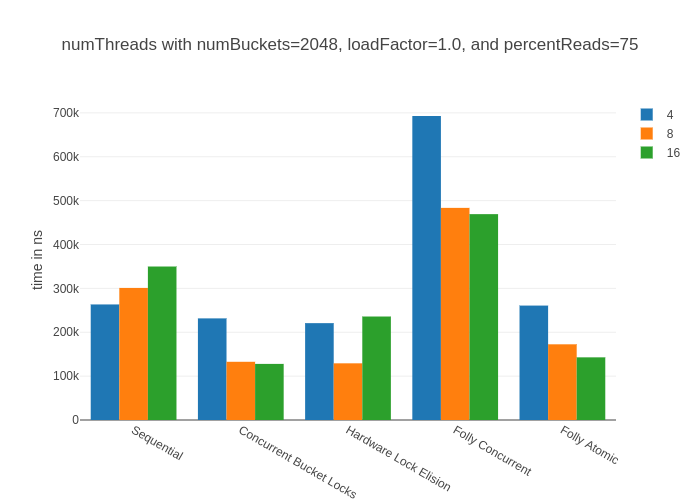 numThreads with numBuckets=2048, loadFactor=1.0, and percentReads=75
4
8
16
700k
600k
500k
400k
300k
200k
100k
0
time in ns
Sequential
Concurrent Bucket Locks
Hardware Lock Elision
Folly Concurrent
Folly Atomic